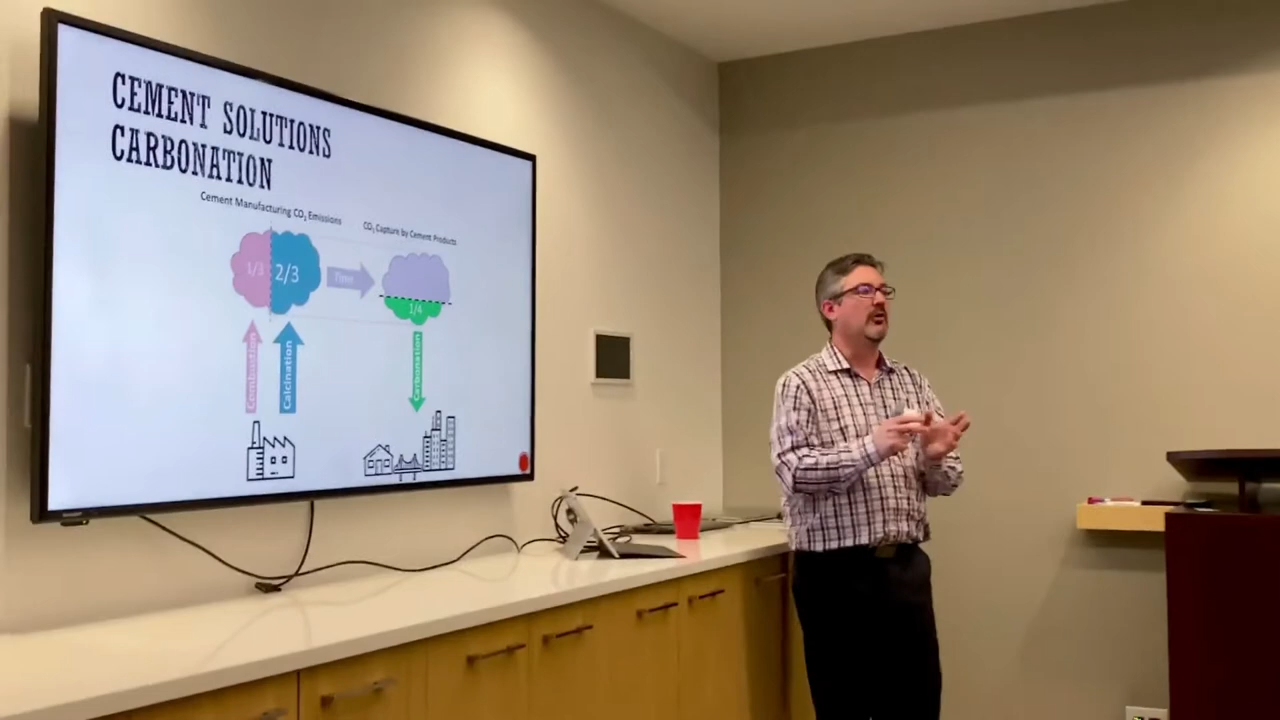 CEMENT SOLUTIONS
CARBONATION
Cement Manufacturing CO₂ Emissions
CO₂ Capture by Cement Products
1/3
2/3
Time
1/4
Combustion
Calcination
Carbonation